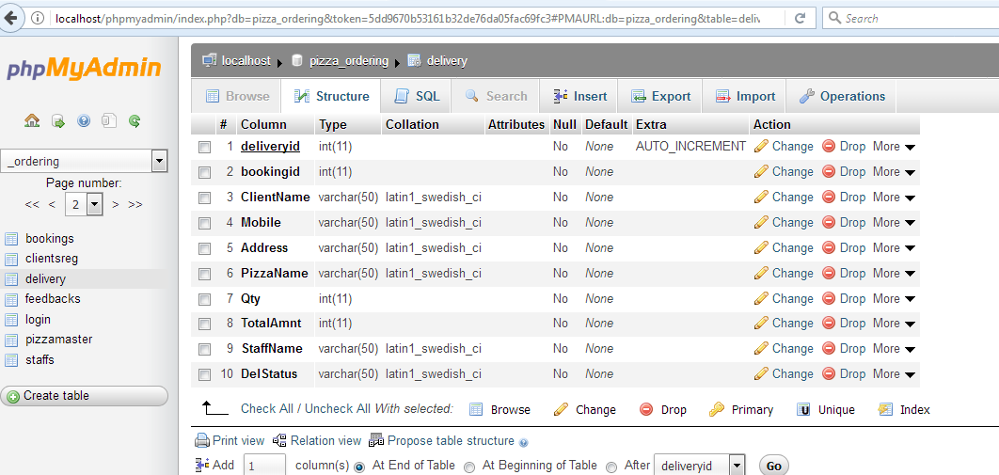 localhost/phpmyadmin/index.php?db=pizza_ordering&token=5dd9670b53161b32de76da05fac69fc3#PMAURL:db=pizza_ordering&table=deliv
Search
phpMyAdmin
localhost pizza_ordering delivery
Browse Structure SQL Search Insert Export Import Operations
_ordering
Page number:
<< < 2 > >>
bookings
clientsreg
delivery
feedbacks
login
pizzamaster
staffs
Create table
# Column Type Collation Attributes Null Default Extra Action
1 deliveryid int(11) No None AUTO_INCREMENT Change Drop More
2 bookingid int(11) No None Change Drop More
3 ClientName varchar(50) latin1_swedish_ci No None Change Drop More
4 Mobile varchar(50) latin1_swedish_ci No None Change Drop More
5 Address varchar(50) latin1_swedish_ci No None Change Drop More
6 PizzaName varchar(50) latin1_swedish_ci No None Change Drop More
7 Qty int(11) No None Change Drop More
8 TotalAmnt int(11) No None Change Drop More
9 StaffName varchar(50) latin1_swedish_ci No None Change Drop More
10 DelStatus varchar(50) latin1_swedish_ci No None Change Drop More
Check All / Uncheck All With selected: Browse Change Drop Primary Unique Index
Print view Relation view Propose table structure
Add 1 column(s) At End of Table At Beginning of Table After deliveryid Go